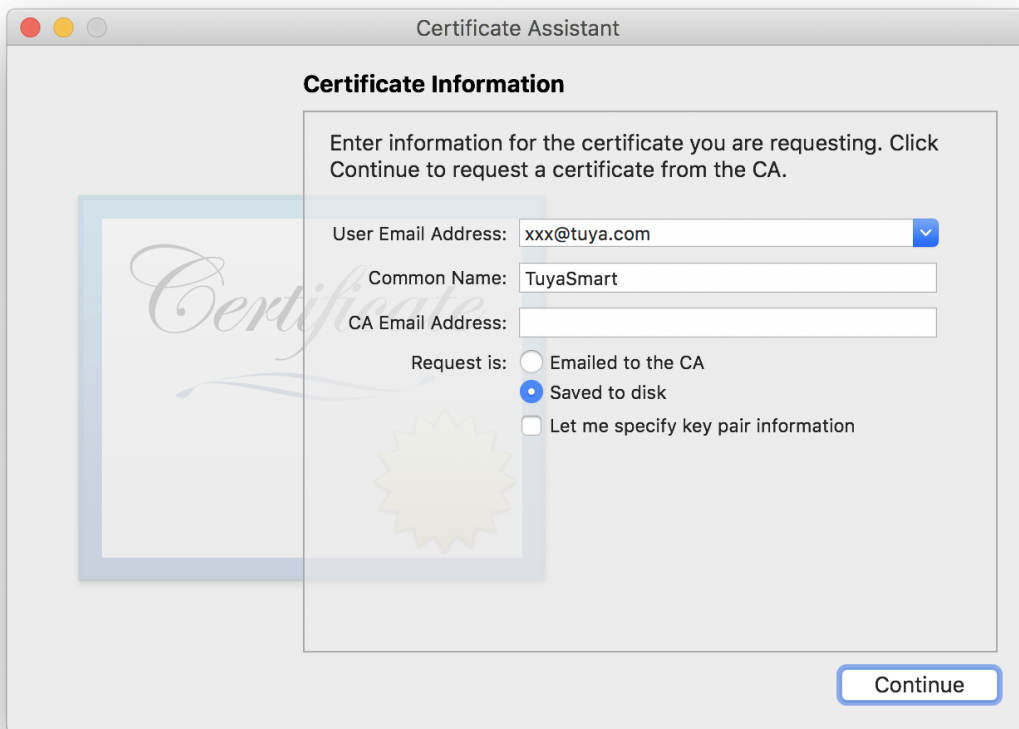 Certificate Assistant
Certificate Information
Enter information for the certificate you are requesting. Click
Continue to request a certificate from the CA.
Certificate
User Email Address: xxx@tuya.com
Common Name: TuyaSmart
CA Email Address:
Request is: Emailed to the CA
Saved to disk
Let me specify key pair information
Continue